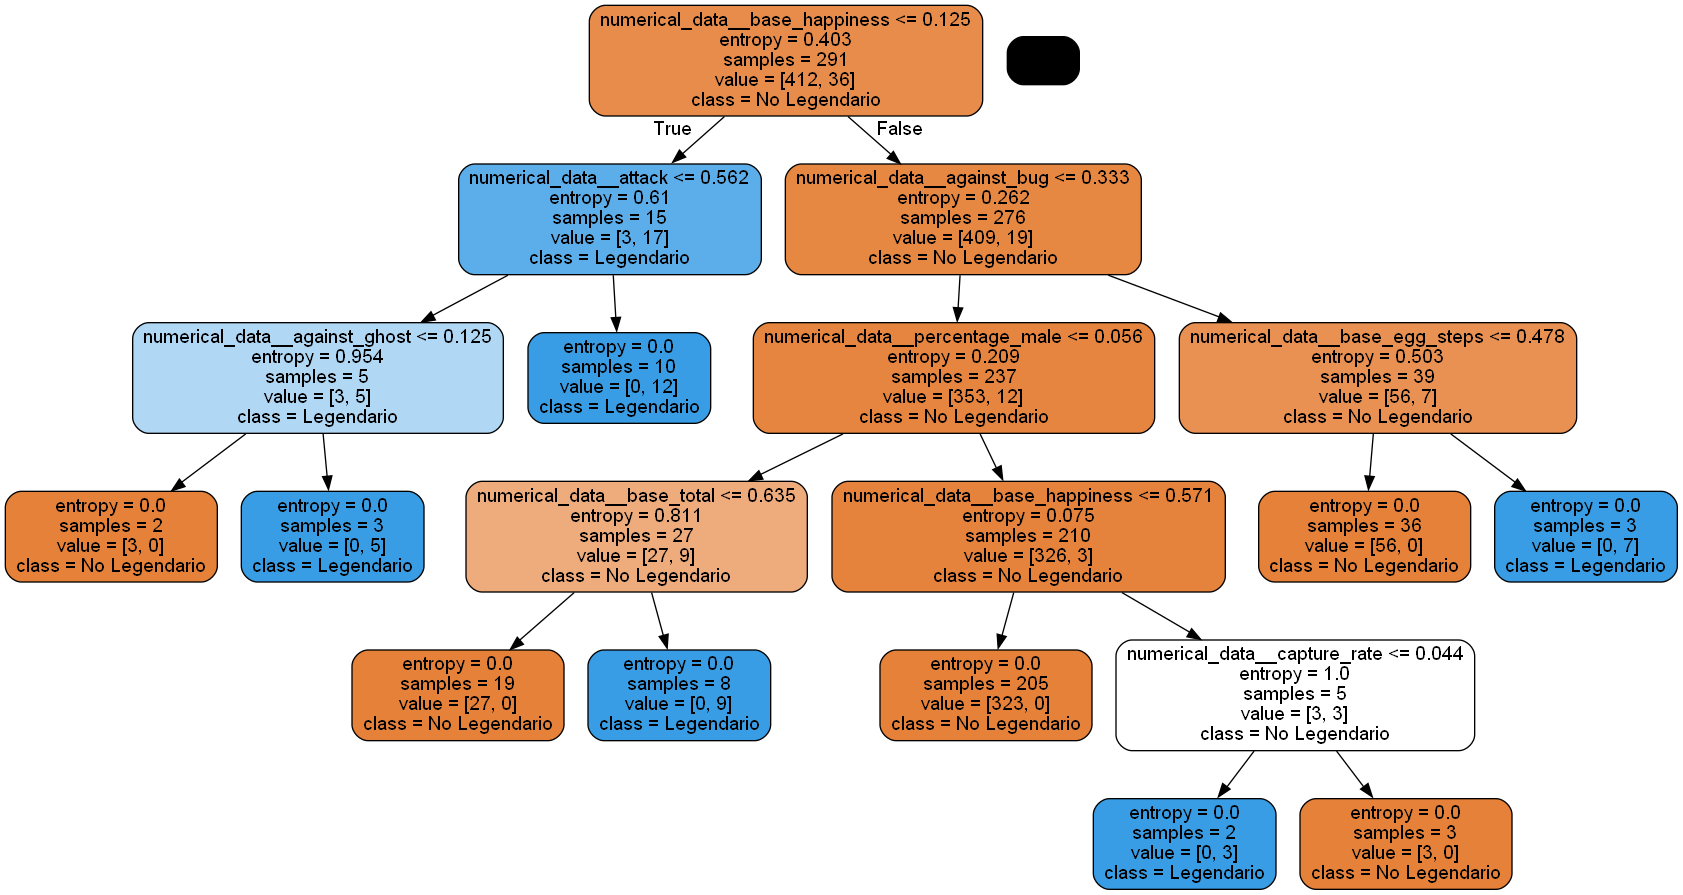 numerical_data__base_happiness <= 0.125
entropy = 0.403
samples = 291
value = [412, 36]
class = No Legendario
True
False
numerical_data__attack <= 0.562
entropy = 0.61
samples = 15
value = [3, 17]
class = Legendario
numerical_data__against_bug <= 0.333
entropy = 0.262
samples = 276
value = [409, 19]
class = No Legendario
numerical_data__against_ghost <= 0.125
entropy = 0.954
samples = 5
value = [3, 5]
class = Legendario
entropy = 0.0
samples = 10
value = [0, 12]
class = Legendario
numerical_data__percentage_male <= 0.056
entropy = 0.209
samples = 237
value = [353, 12]
class = No Legendario
numerical_data__base_egg_steps <= 0.478
entropy = 0.503
samples = 39
value = [56, 7]
class = No Legendario
entropy = 0.0
samples = 2
value = [3, 0]
class = No Legendario
entropy = 0.0
samples = 3
value = [0, 5]
class = Legendario
numerical_data__base_total <= 0.635
entropy = 0.811
samples = 27
value = [27, 9]
class = No Legendario
numerical_data__base_happiness <= 0.571
entropy = 0.075
samples = 210
value = [326, 3]
class = No Legendario
entropy = 0.0
samples = 36
value = [56, 0]
class = No Legendario
entropy = 0.0
samples = 3
value = [0, 7]
class = Legendario
entropy = 0.0
samples = 19
value = [27, 0]
class = No Legendario
entropy = 0.0
samples = 8
value = [0, 9]
class = Legendario
entropy = 0.0
samples = 205
value = [323, 0]
class = No Legendario
numerical_data__capture_rate <= 0.044
entropy = 1.0
samples = 5
value = [3, 3]
class = No Legendario
entropy = 0.0
samples = 2
value = [0, 3]
class = Legendario
entropy = 0.0
samples = 3
value = [3, 0]
class = No Legendario